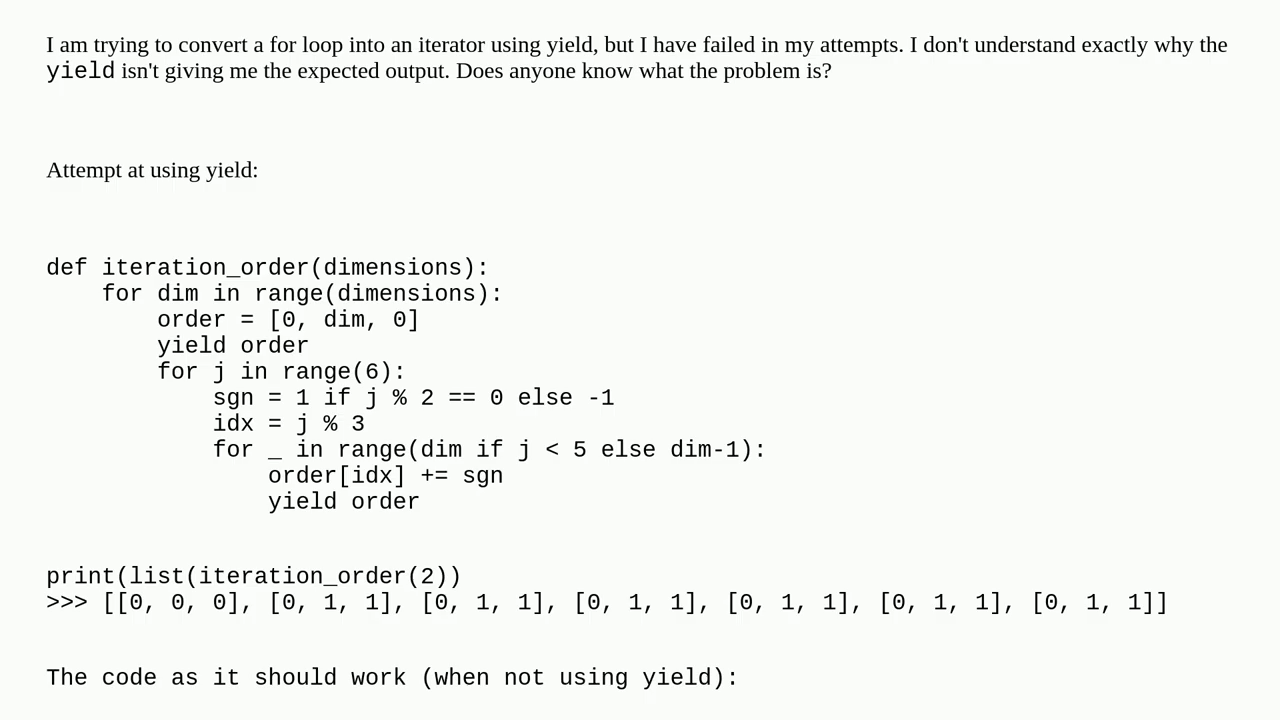 I am trying to convert a for loop into an iterator using yield, but I have failed in my attempts. I don't understand exactly why the
yield isn't giving me the expected output. Does anyone know what the problem is?
Attempt at using yield:
def iteration_order(dimensions):
    for dim in range(dimensions):
        order = [0, dim, 0]
        yield order
        for j in range(6):
            sgn = 1 if j % 2 == 0 else -1
            idx = j % 3
            for _ in range(dim if j < 5 else dim-1):
                order[idx] += sgn
                yield order
print(list(iteration_order(2))
>>> [[0, 0, 0], [0, 1, 1], [0, 1, 1], [0, 1, 1], [0, 1, 1], [0, 1, 1], [0, 1, 1]]
The code as it should work (when not using yield):